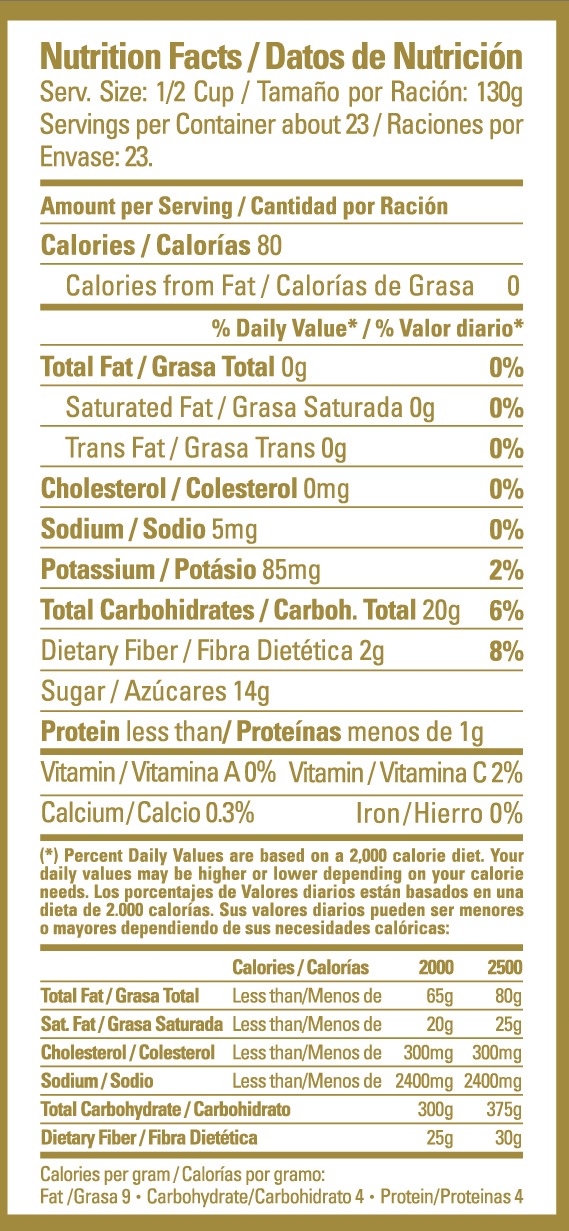 Nutrition Facts / Datos de Nutrición
Serv. Size: 1/2 Cup / Tamaño por Ración: 130g
Servings per Container about 23 / Raciones por
Envase: 23.
Amount per Serving / Cantidad por Ración
Calories / Calorías 80
Calories from Fat / Calorías de Grasa 0
% Daily Value* / % Valor diario*
Total Fat / Grasa Total 0g 0%
Saturated Fat / Grasa Saturada 0g 0%
Trans Fat / Grasa Trans 0g 0%
Cholesterol / Colesterol 0mg 0%
Sodium / Sodio 5mg 0%
Potassium / Potásio 85mg 2%
Total Carbohidrates / Carboh. Total 20g 6%
Dietary Fiber / Fibra Dietética 2g 8%
Sugar / Azúcares 14g
Protein less than/ Proteínas menos de 1g
Vitamin / Vitamina A 0% Vitamin / Vitamina C 2%
Calcium/Calcio 0.3% Iron/Hierro 0%
(*) Percent Daily Values are based on a 2,000 calorie diet. Your
daily values may be higher or lower depending on your calorie
needs. Los porcentajes de Valores diarios están basados en una
dieta de 2.000 calorías. Sus valores diarios pueden ser menores
o mayores dependiendo de sus necesidades calóricas:
Calories / Calorías 2000 2500
Total Fat / Grasa Total Less than/Menos de 65g 80g
Sat. Fat / Grasa Saturada Less than/Menos de 20g 25g
Cholesterol / Colesterol Less than/Menos de 300mg 300mg
Sodium / Sodio Less than/Menos de 2400mg 2400mg
Total Carbohydrate / Carbohidrato 300g 375g
Dietary Fiber / Fibra Dietética 25g 30g
Calories per gram / Calorías por gramo:
Fat /Grasa 9 • Carbohydrate/Carbohidrato 4 • Protein/Proteinas 4